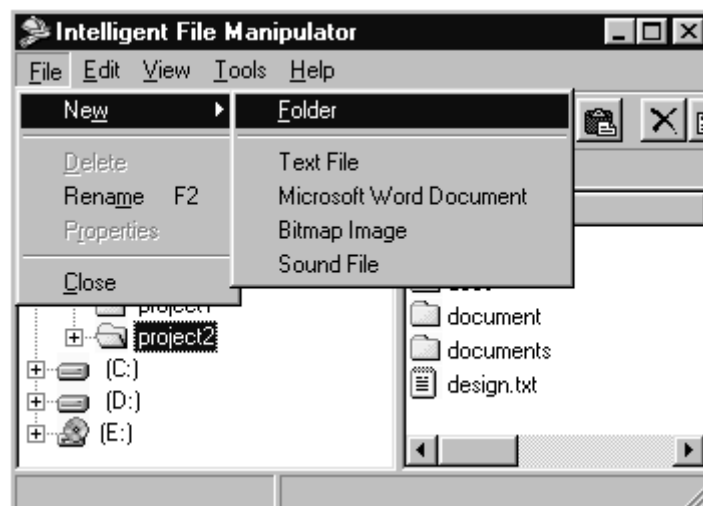 Intelligent File Manipulator
File Edit View Tools Help
New
Folder
Delete
Text File
Rename F2
Microsoft Word Document
Properties
Bitmap Image
Close
Sound File
project2
document
(C:)
documents
(D:)
design.txt
(E:)